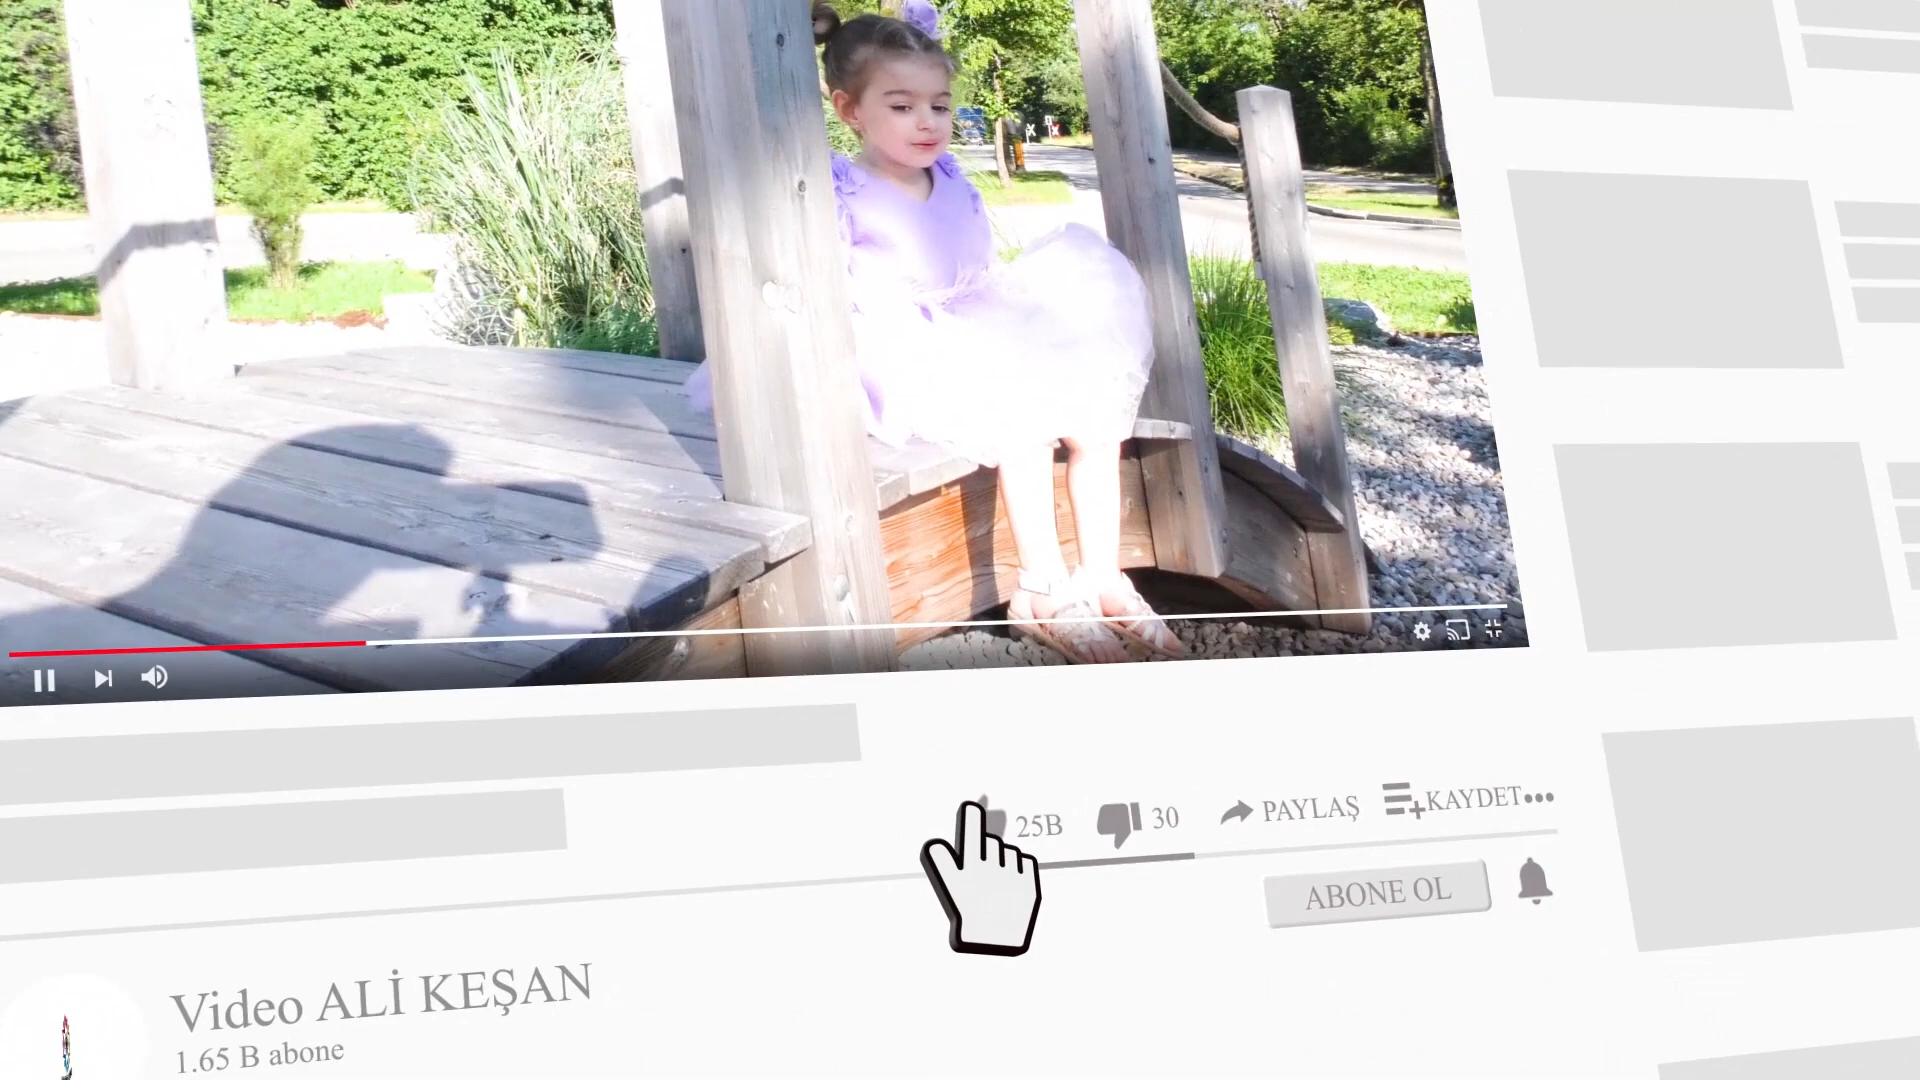 25B 30 PAYLAŞ KAYDET
ABONE OL
Video ALİ KEŞAN
1.65 B abone